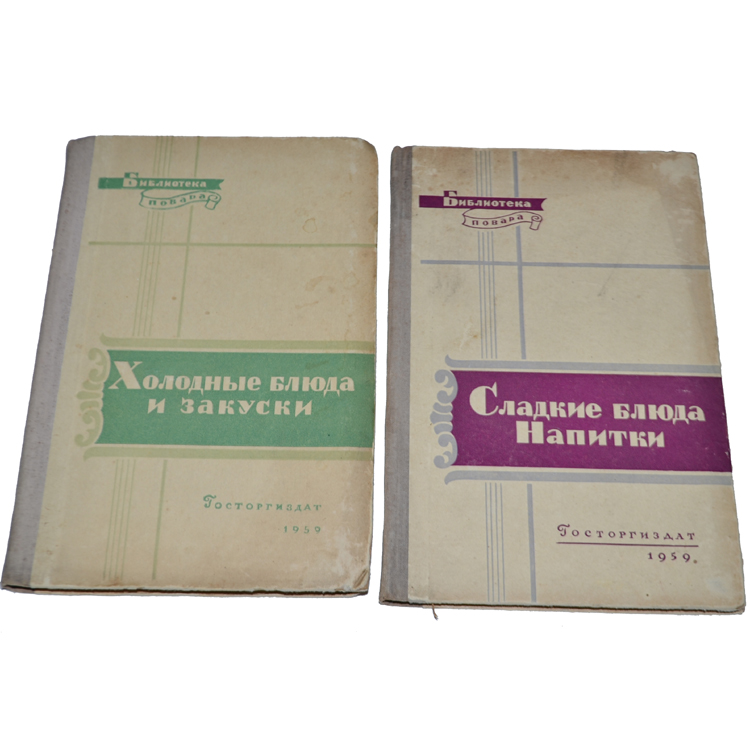 Библиотека
повара
Холодные блюда
и закуски
Госторгиздат
1959
Библиотека
повара
Сладкие блюда
Напитки
Госторгиздат
1959.